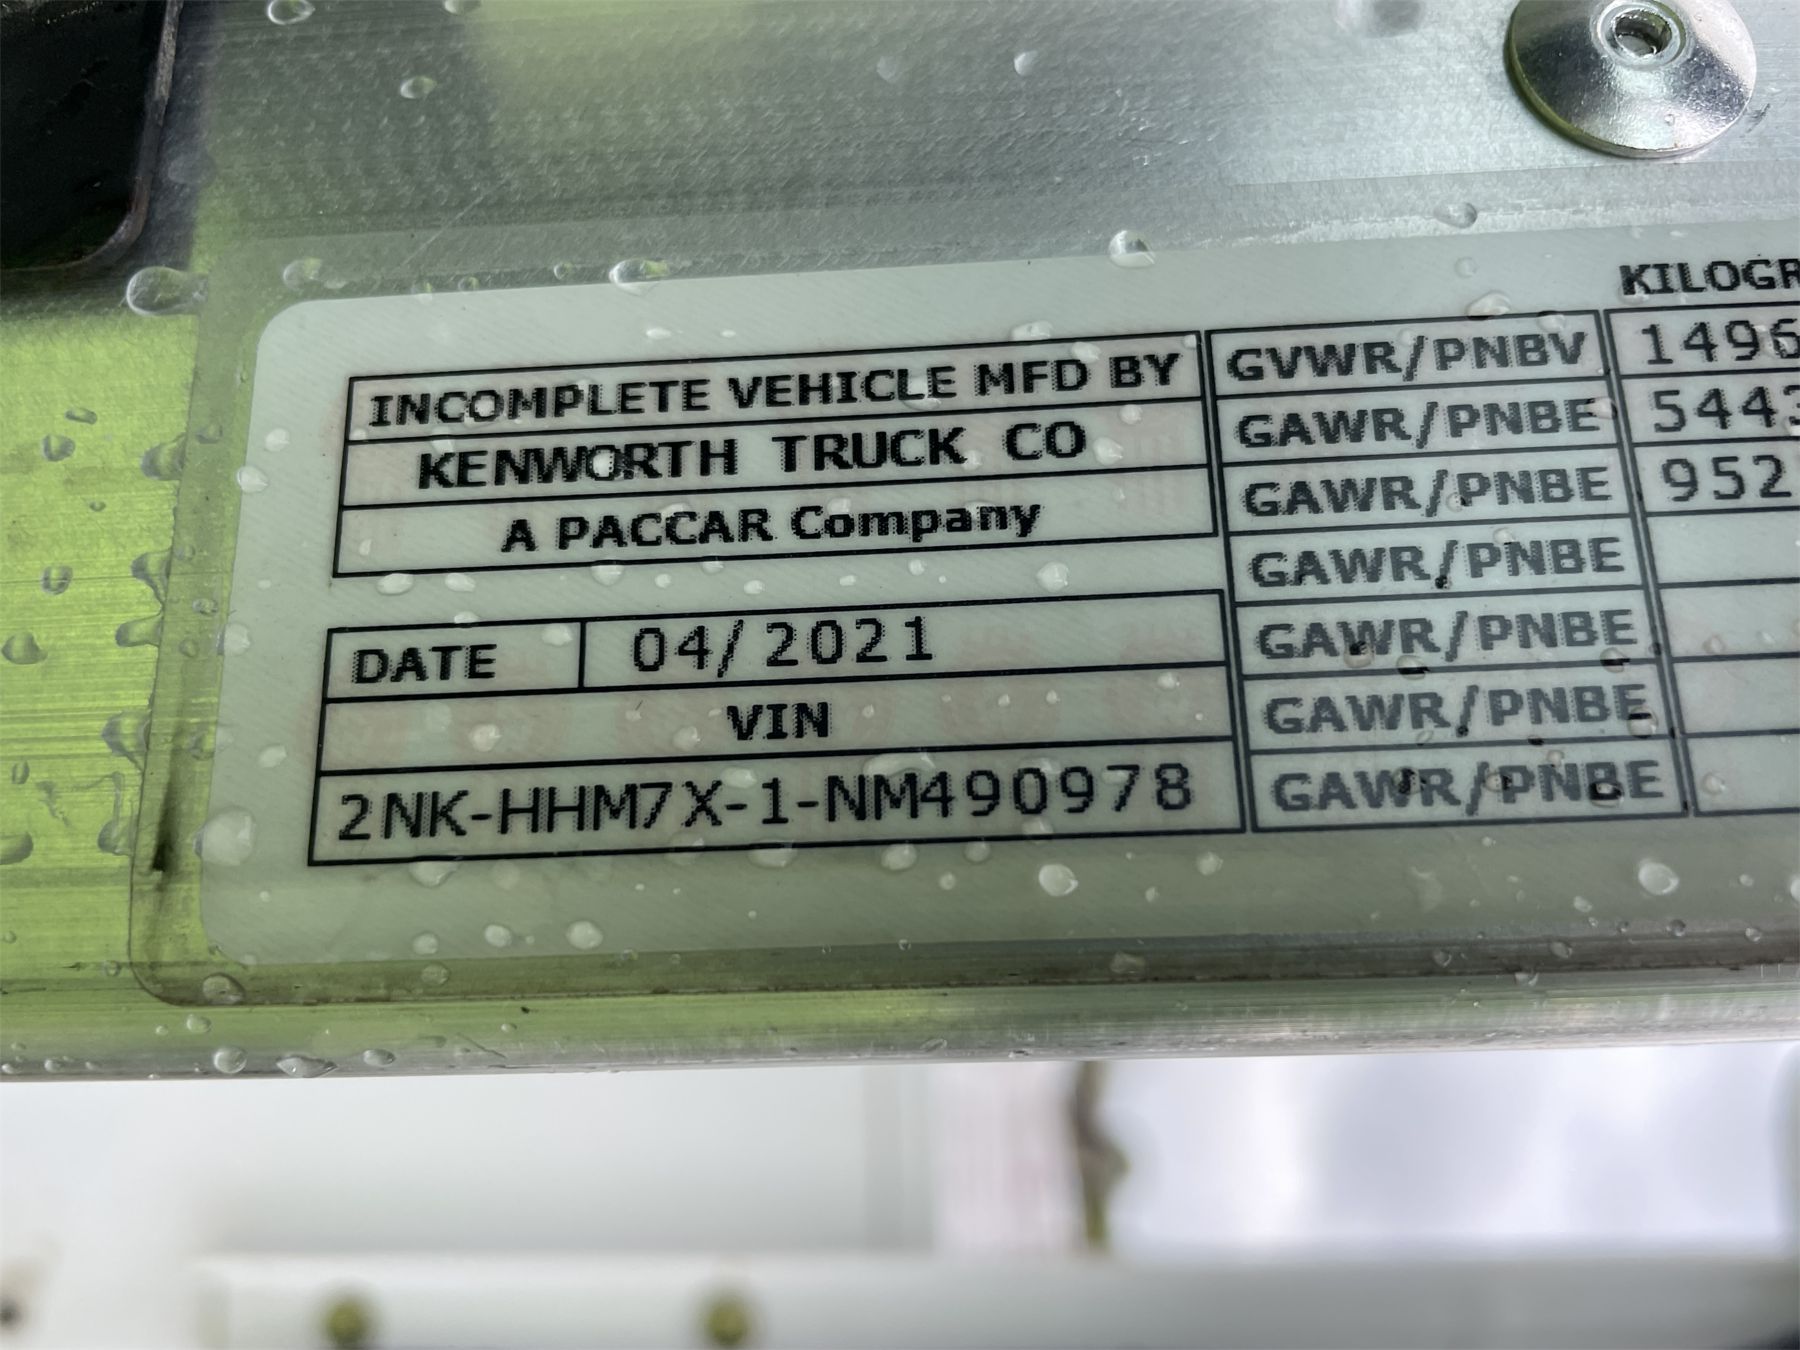 KILOGR
INCOMPLETE VEHICLE MFD BY
KENWORTH TRUCK CO
A PACCAR Company
DATE 04/2021
VIN
2NK-HHM7X-1-NM490978
GVWR/PNBV 1496
GAWR/PNBE 5443
GAWR/PNBE 952
GAWR/PNBE
GAWR/PNBE
GAWR/PNBE
GAWR/PNBE